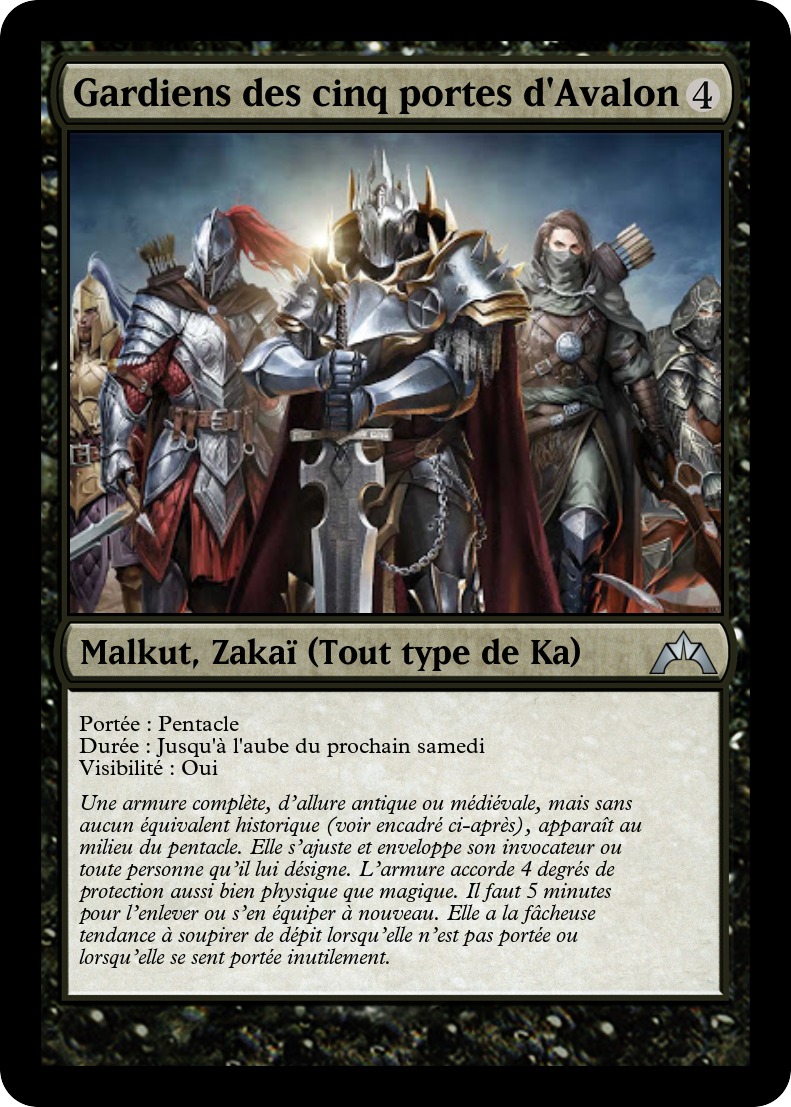 Gardiens des cinq portes d'Avalon 4
Malkut, Zakaï (Tout type de Ka)
Portée : Pentacle
Durée : Jusqu'à l'aube du prochain samedi
Visibilité : Oui
Une armure complète, d’allure antique ou médiévale, mais sans
aucun équivalent historique (voir encadré ci-après), apparaît au
milieu du pentacle. Elle s’ajuste et enveloppe son invocateur ou
toute personne qu’il lui désigne. L’armure accorde 4 degrés de
protection aussi bien physique que magique. Il faut 5 minutes
pour l’enlever ou s’en équiper à nouveau. Elle a la fâcheuse
tendance à soupirer de dépit lorsqu’elle n’est pas portée ou
lorsqu’elle se sent portée inutilement.